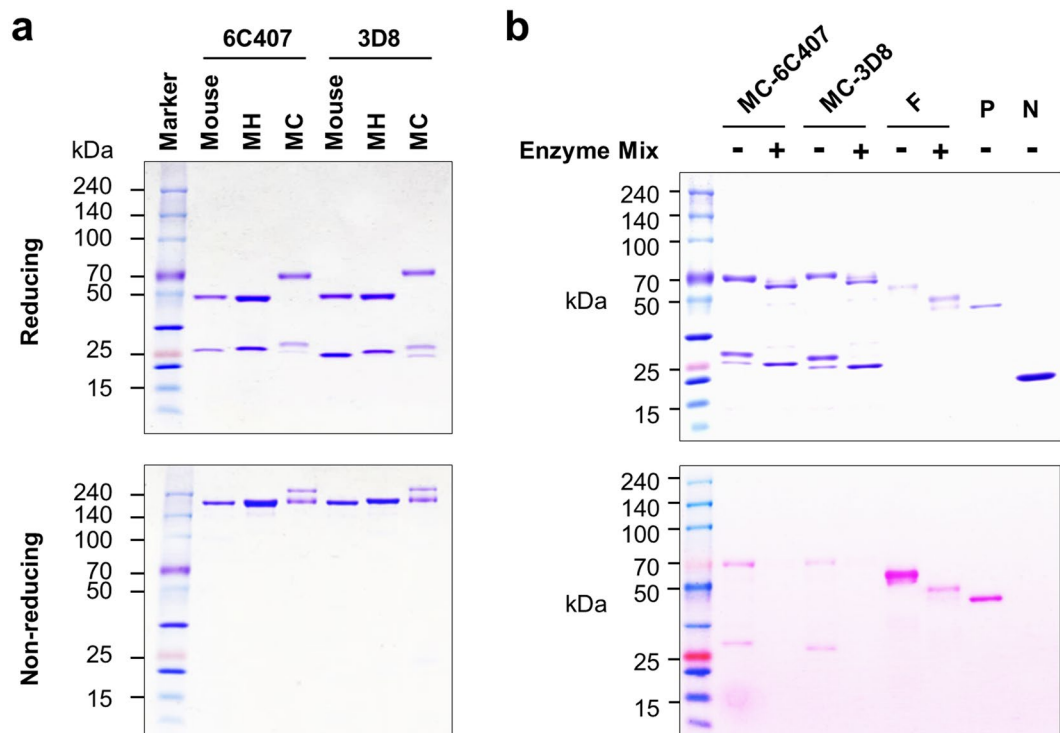 a
6C407 3D8
Marker Mouse MH MC Mouse MH MC
kDa
Reducing
240
140
100
70
50
25
15
Non-reducing
240
140
100
70
50
25
15
b
MC-6C407 MC-3D8 F P N
Enzyme Mix - + - + - + - -
kDa
240
140
100
70
50
25
15
kDa
240
140
100
70
50
25
15